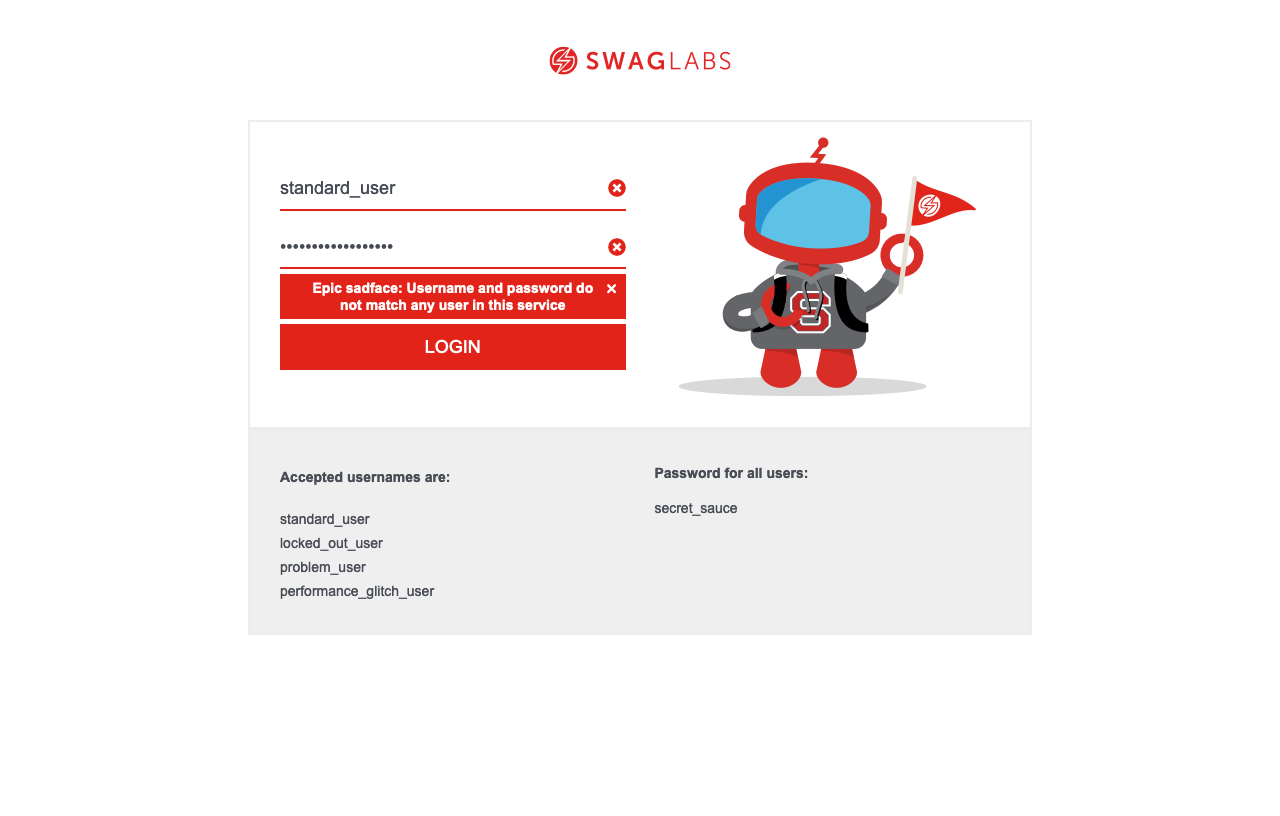 SWAGLABS
standard_user
••••••••••••••••••
Epic sadface: Username and password do
not match any user in this service
LOGIN
S
Accepted usernames are:
standard_user
locked_out_user
problem_user
performance_glitch_user
Password for all users:
secret_sauce